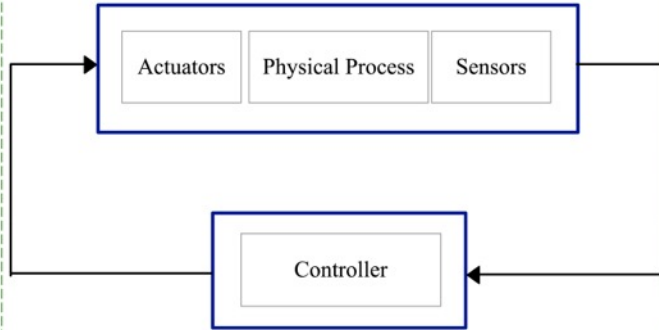 Actuators
Physical Process
Sensors
Controller